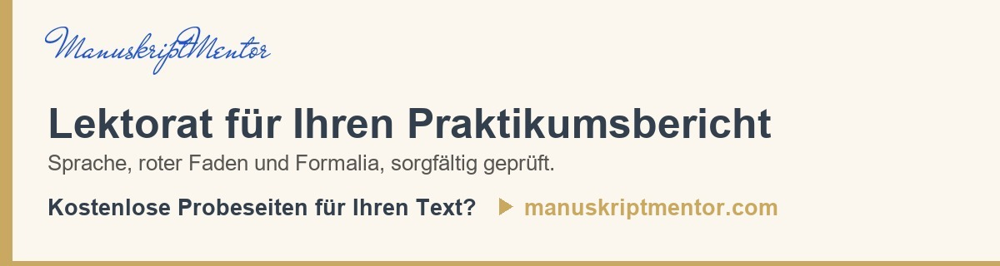 ManuskriptMentor
Lektorat für Ihren Praktikumsbericht
Sprache, roter Faden und Formalia, sorgfältig geprüft.
Kostenlose Probeseiten für Ihren Text? ▶ manuskriptmentor.com